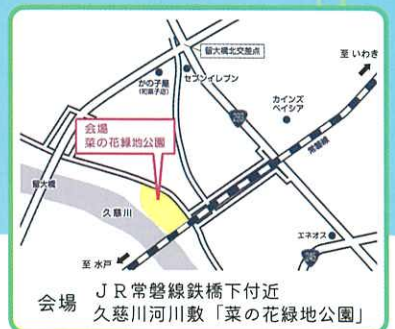 留大橋北交差点
至 いわき
かの子屋
(和菓子店)
セブンイレブン
カインズ
ベイシア
293
会場
菜の花緑地公園
常磐線
留大橋
久慈川
エネオス
245
至 水戸
会場 JR常磐線鉄橋下付近
久慈川河川敷「菜の花緑地公園」